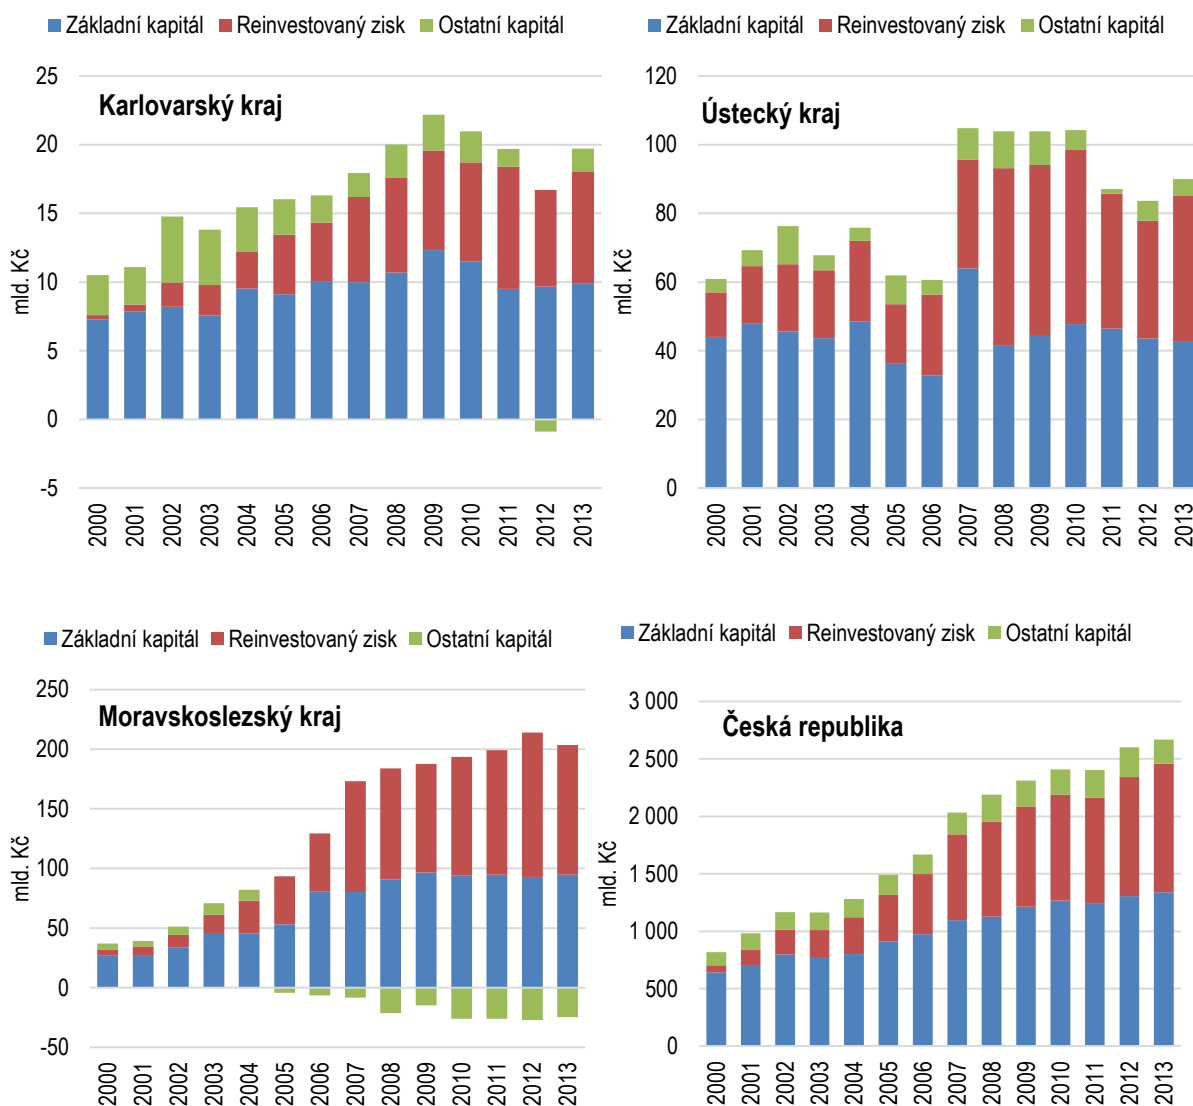 Základní kapitál Reinvestovaný zisk Ostatní kapitál
Karlovarský kraj
mld. Kč
25
20
15
10
5
0
-5
2000 2001 2002 2003 2004 2005 2006 2007 2008 2009 2010 2011 2012 2013
Základní kapitál Reinvestovaný zisk Ostatní kapitál
Ústecký kraj
mld. Kč
120
100
80
60
40
20
0
2000 2001 2002 2003 2004 2005 2006 2007 2008 2009 2010 2011 2012 2013
Základní kapitál Reinvestovaný zisk Ostatní kapitál
Moravskoslezský kraj
mld. Kč
250
200
150
100
50
0
-50
2000 2001 2002 2003 2004 2005 2006 2007 2008 2009 2010 2011 2012 2013
Základní kapitál Reinvestovaný zisk Ostatní kapitál
Česká republika
mld. Kč
3 000
2 500
2 000
1 500
1 000
500
0
2000 2001 2002 2003 2004 2005 2006 2007 2008 2009 2010 2011 2012 2013